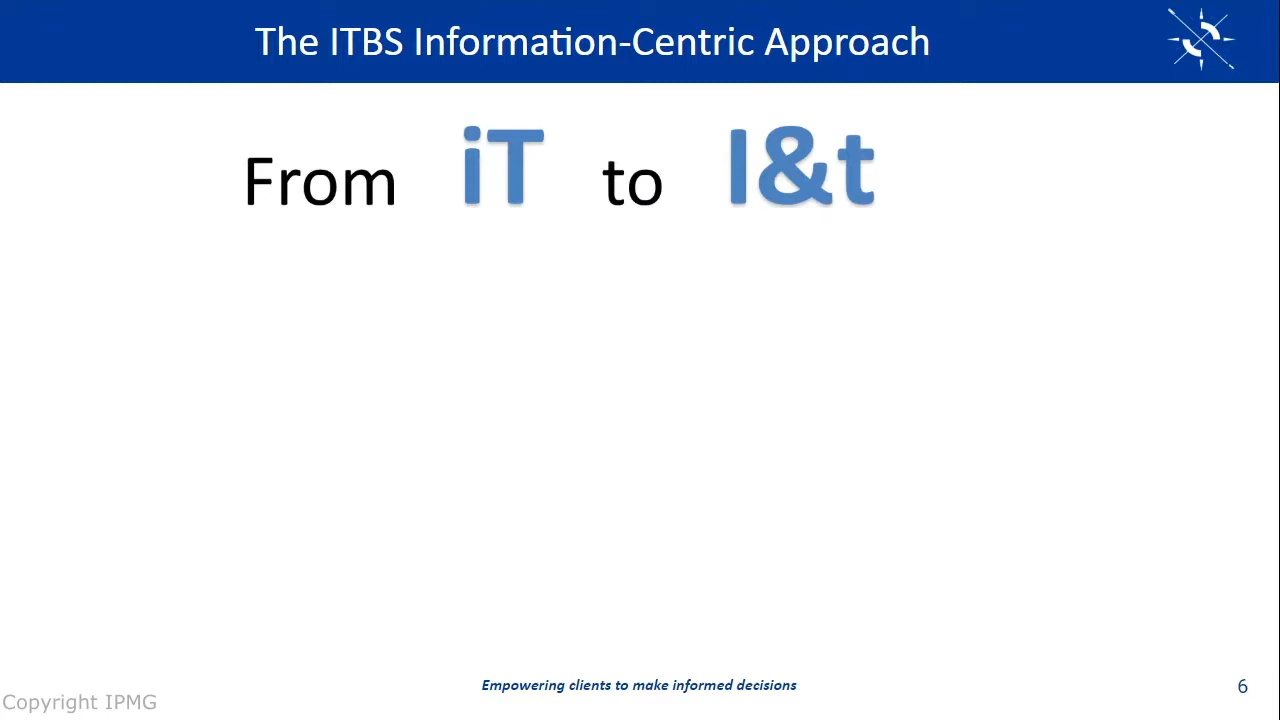 The ITBS Information-Centric Approach
From iT to I&t
Empowering clients to make informed decisions
6
Copyright IPMG